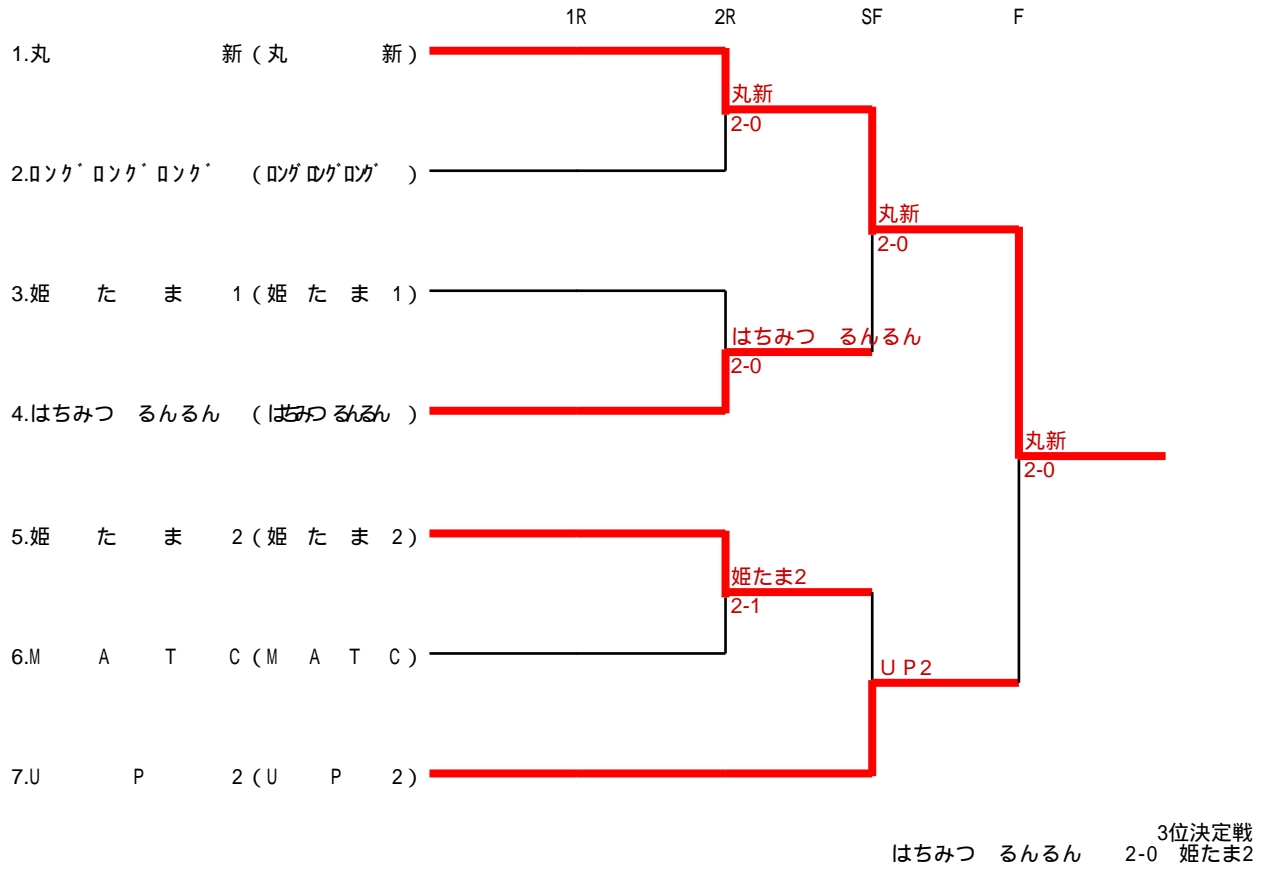 1R 2R SF F
1.丸 新(丸 新)
丸新
2-0
2.ロングロングロング (ロングロングロング)
丸新
2-0
3.姫 た ま 1(姫 た ま 1)
はちみつ るんるん
2-0
4.はちみつ るんるん (はちみつ るんるん)
丸新
2-0
5.姫 た ま 2(姫 た ま 2)
姫たま2
2-1
6.M A T C(M A T C)
UP2
7.U P 2(U P 2)
3位決定戦
はちみつ るんるん 2-0 姫たま2